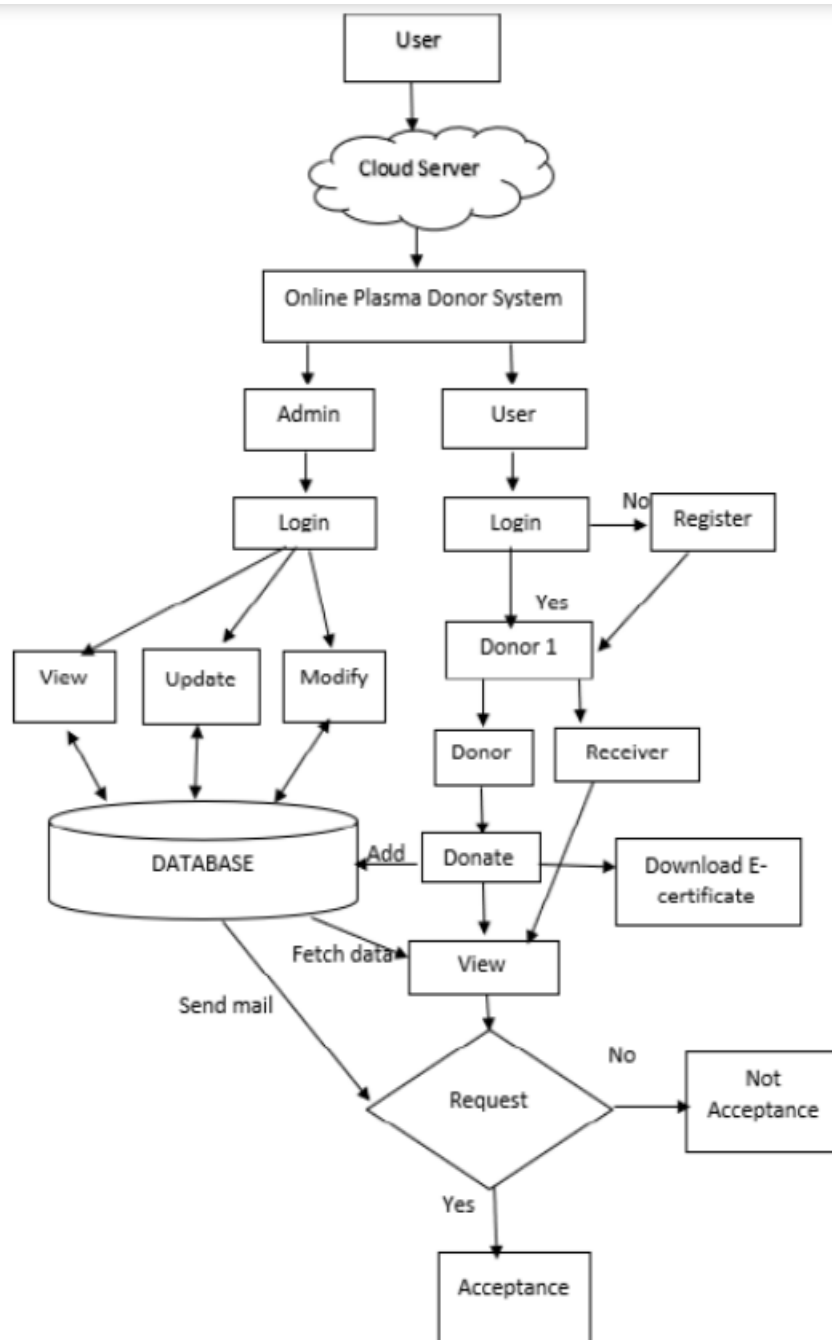 User
Cloud Server
Online Plasma Donor System
Admin
User
Login
Login
No
Register
Yes
Donor 1
View
Update
Modify
Donor
Receiver
DATABASE
Add
Donate
Download E-
certificate
Fetch data
View
Send mail
Request
No
Not
Acceptance
Yes
Acceptance